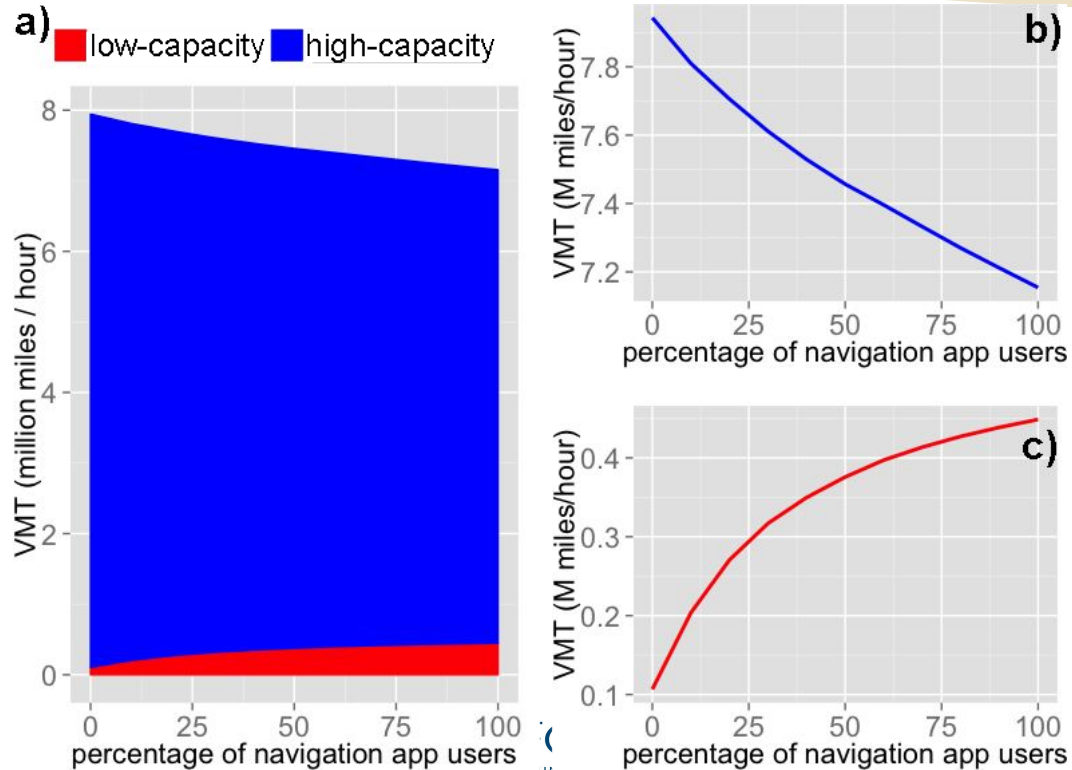 a)
low-capacity high-capacity
VMT (million miles / hour)
8
6
4
2
0
0 25 50 75 100
percentage of navigation app users
b)
VMT (M miles/hour)
7.8
7.6
7.4
7.2
0 25 50 75 100
percentage of navigation app users
c)
VMT (M miles/hour)
0.4
0.3
0.2
0.1
0 25 50 75 100
percentage of navigation app users